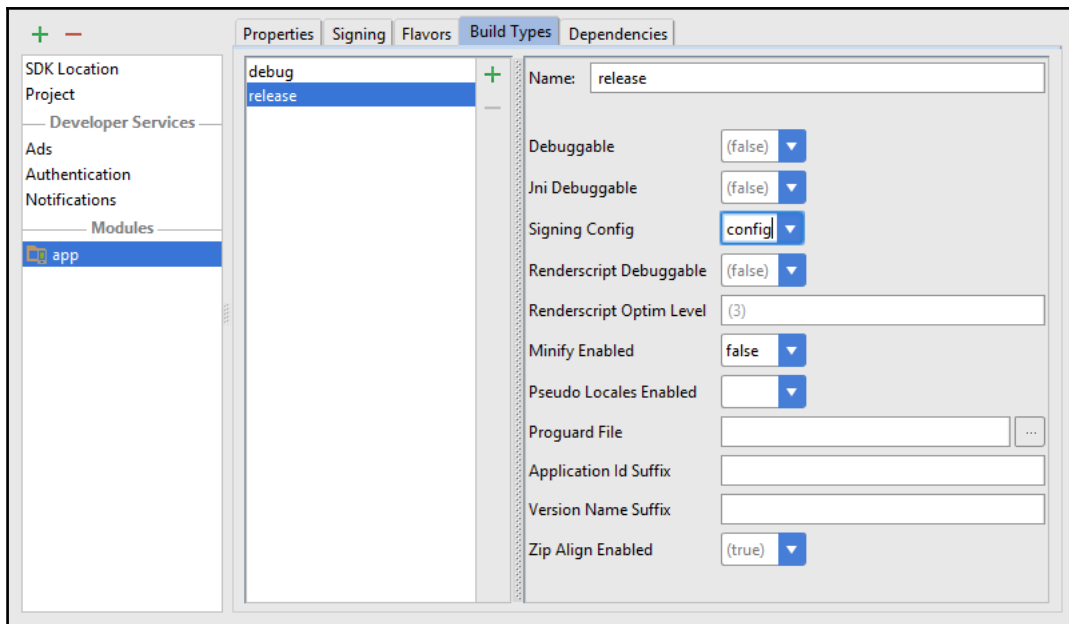 Properties Signing Flavors Build Types Dependencies
SDK Location
Project
Developer Services
Ads
Authentication
Notifications
Modules
app
debug
release
Name: release
Debuggable (false)
Jni Debuggable (false)
Signing Config config
Renderscript Debuggable (false)
Renderscript Optim Level (3)
Minify Enabled false
Pseudo Locales Enabled
Proguard File ...
Application Id Suffix
Version Name Suffix
Zip Align Enabled (true)